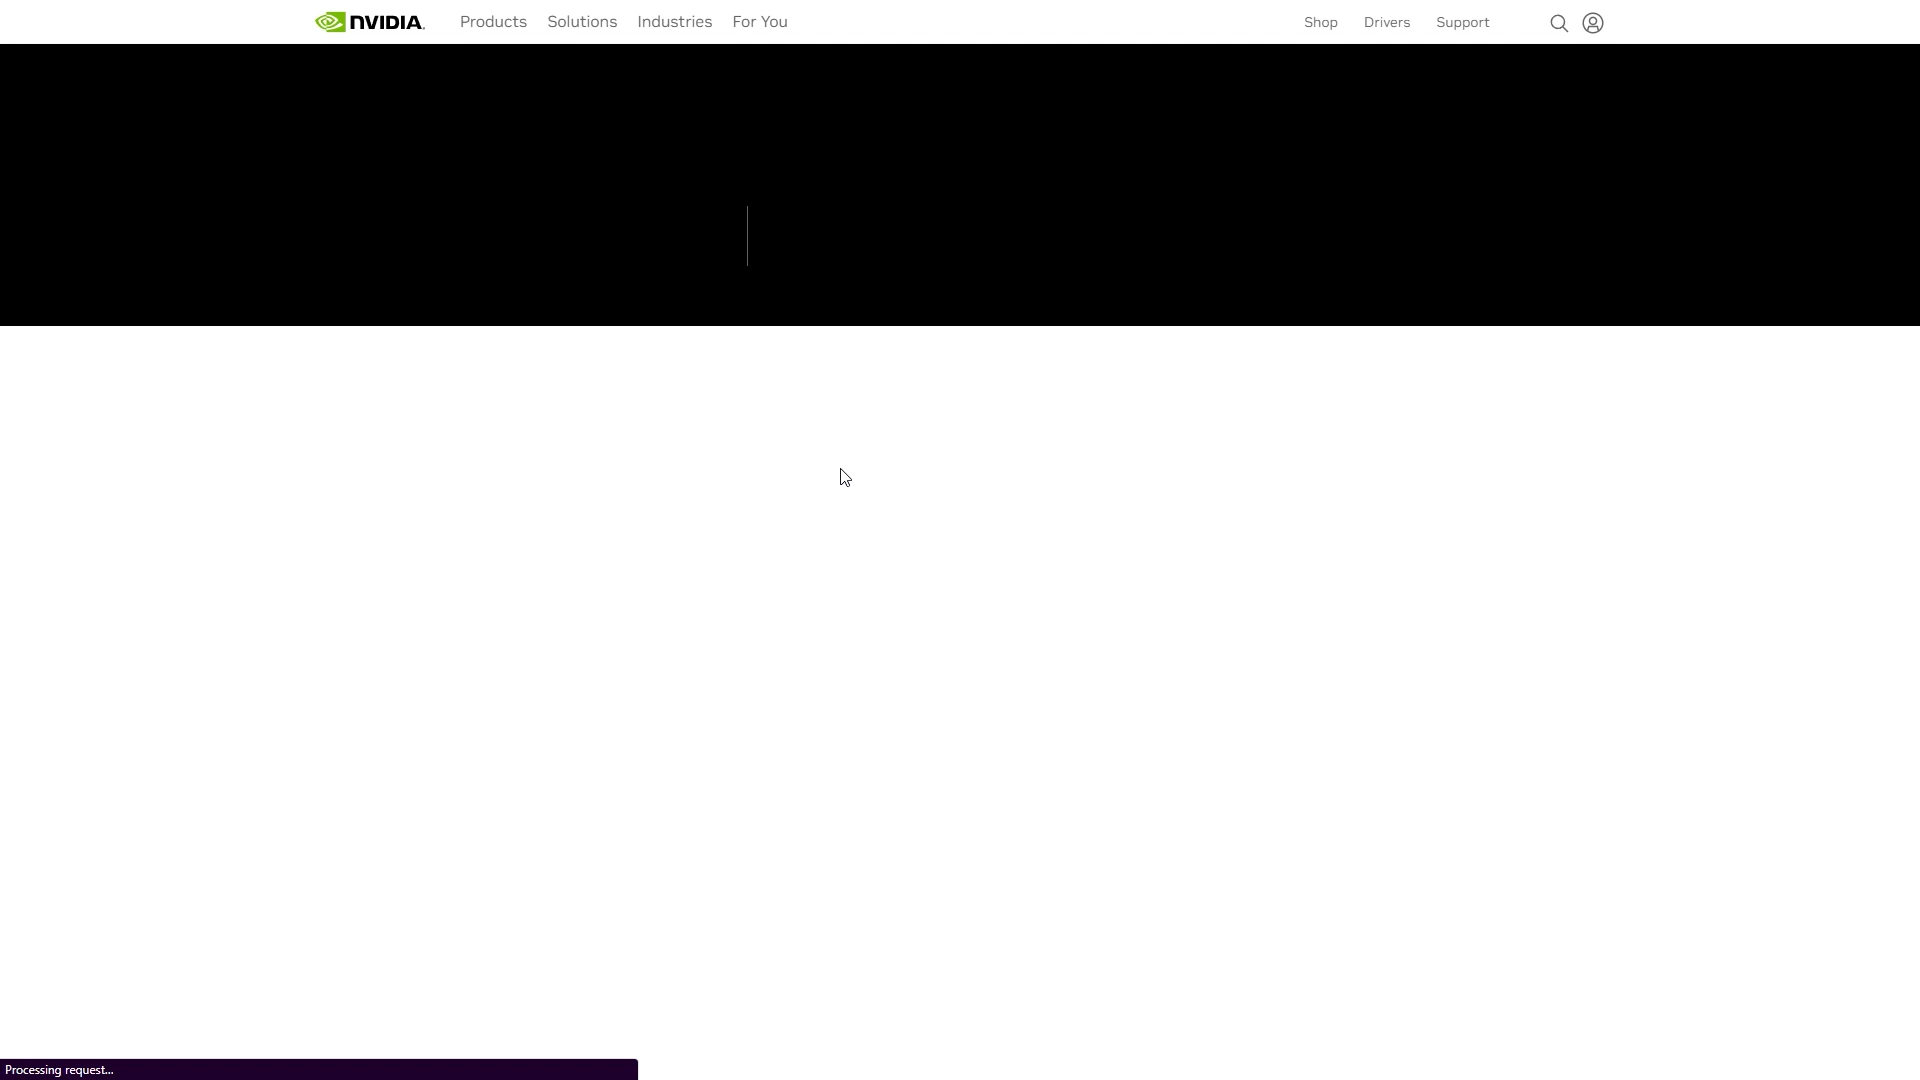 NVIDIA.
Products Solutions Industries For You
Shop Drivers Support
Processing request...